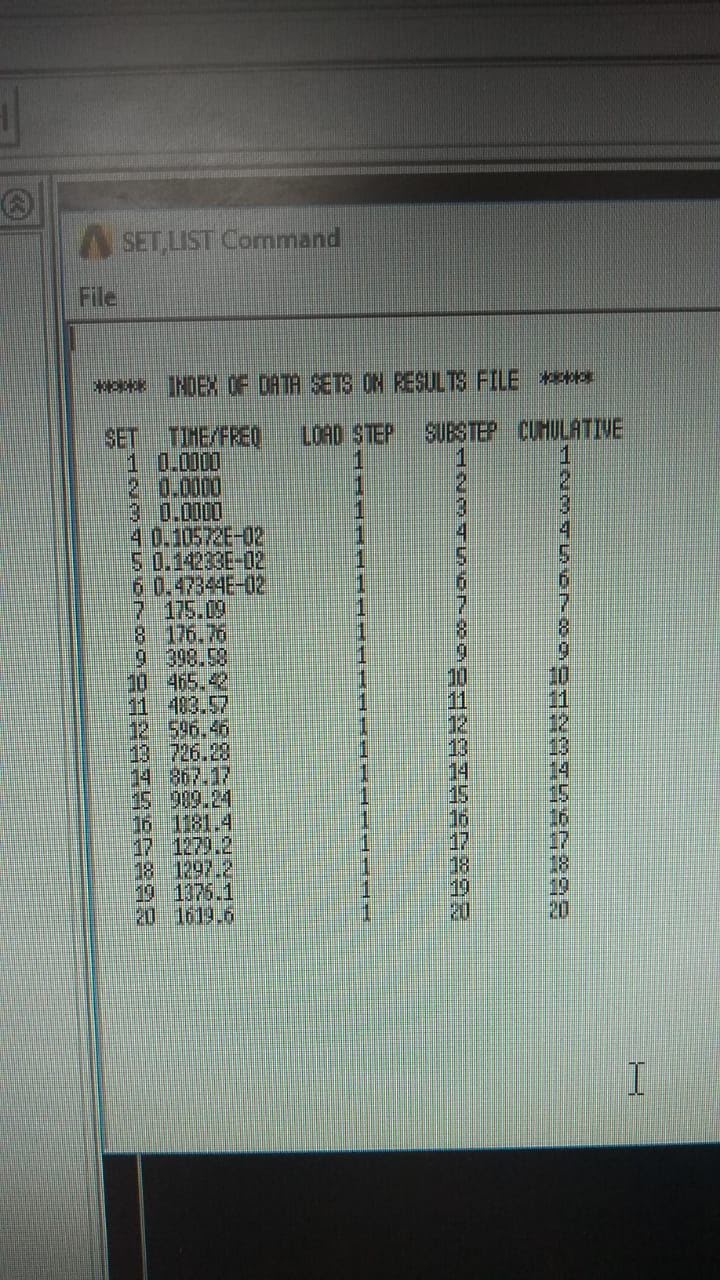 SET,LIST Command
File
***** INDEX OF DATA SETS ON RESULTS FILE *****
SET TIME/FREQ LOAD STEP SUBSTEP CUMULATIVE
1 0.0000 1 1 1
2 0.0000 1 2 2
3 0.0000 1 3 3
4 0.10572E-02 1 4 4
5 0.14233E-02 1 5 5
6 0.47344E-02 1 6 6
7 175.09 1 7 7
8 176.76 1 8 8
9 398.58 1 9 9
10 465.42 1 10 10
11 483.57 1 11 11
12 596.46 1 12 12
13 726.28 1 13 13
14 867.17 1 14 14
15 989.24 1 15 15
16 1181.4 1 16 16
17 1279.2 1 17 17
18 1297.2 1 18 18
19 1376.1 1 19 19
20 1619.6 1 20 20